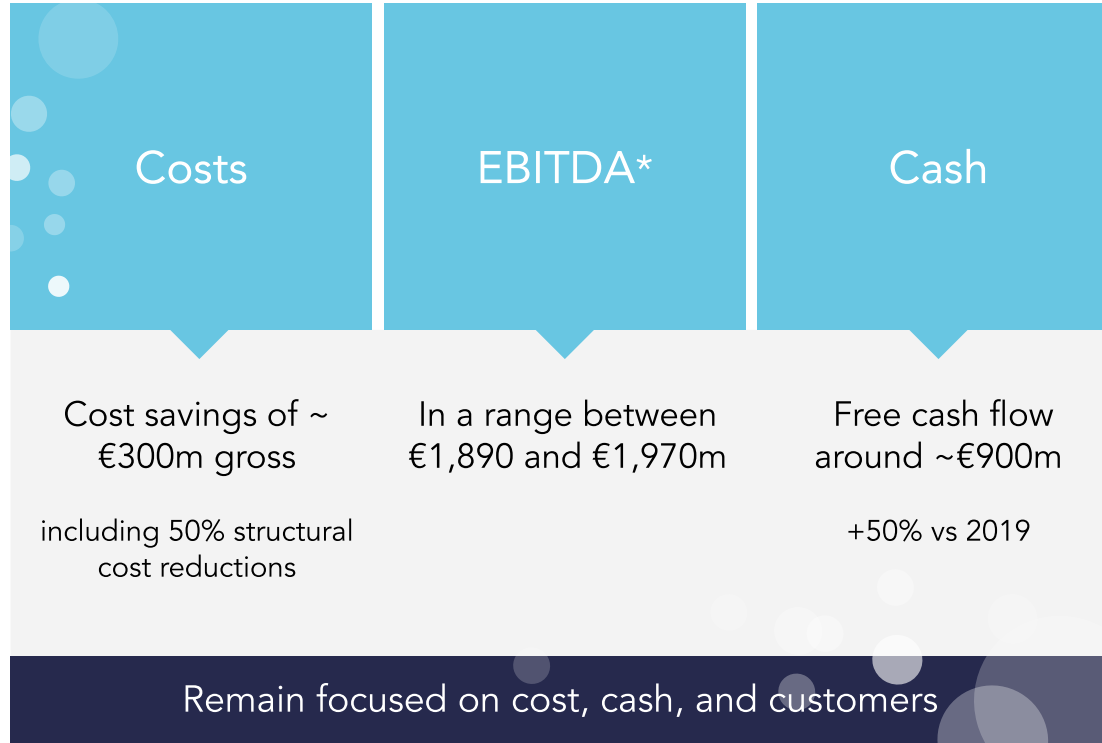 Costs
Cost savings of ~
€300m gross
including 50% structural
cost reductions
EBITDA*
In a range between
€1,890 and €1,970m
Cash
Free cash flow
around ~€900m
+50% vs 2019
Remain focused on cost, cash, and customers